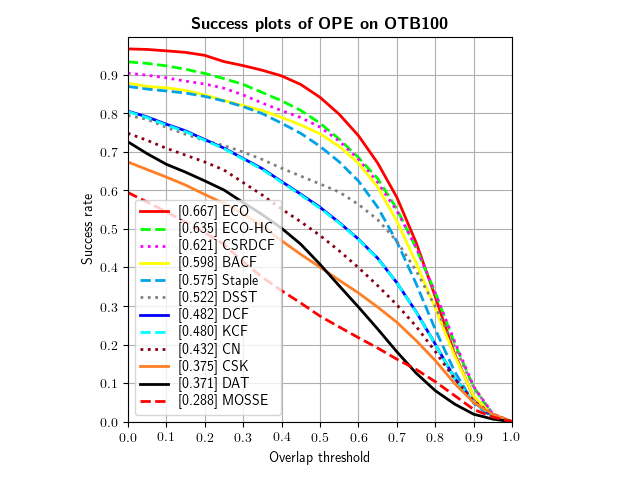 Success plots of OPE on OTB100
Success rate
0.9
0.8
0.7
0.6
0.5
0.4
0.3
0.2
0.1
0.0
[0.667] ECO
[0.633] ECO-HC
[0.621] CSRDCF
[0.598] BACF
[0.575] Staple
[0.522] DSST
[0.482] DCF
[0.480] KCF
[0.432] CN
[0.375] CSK
[0.371] DAT
[0.288] MOSSE
0.0 0.1 0.2 0.3 0.4 0.5 0.6 0.7 0.8 0.9 1.0
Overlap threshold